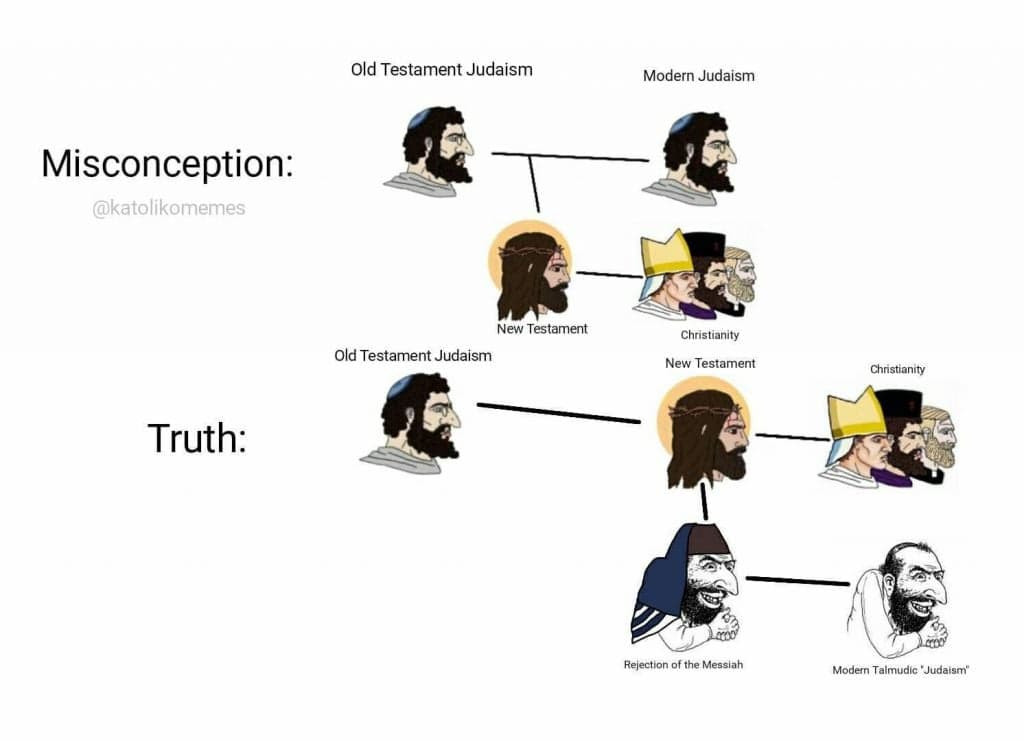 Old Testament Judaism
Modern Judaism
Misconception:
@katolikomemes
New Testament
Christianity
Old Testament Judaism
New Testament
Christianity
Truth:
Rejection of the Messiah
Modern Talmudic "Judaism"